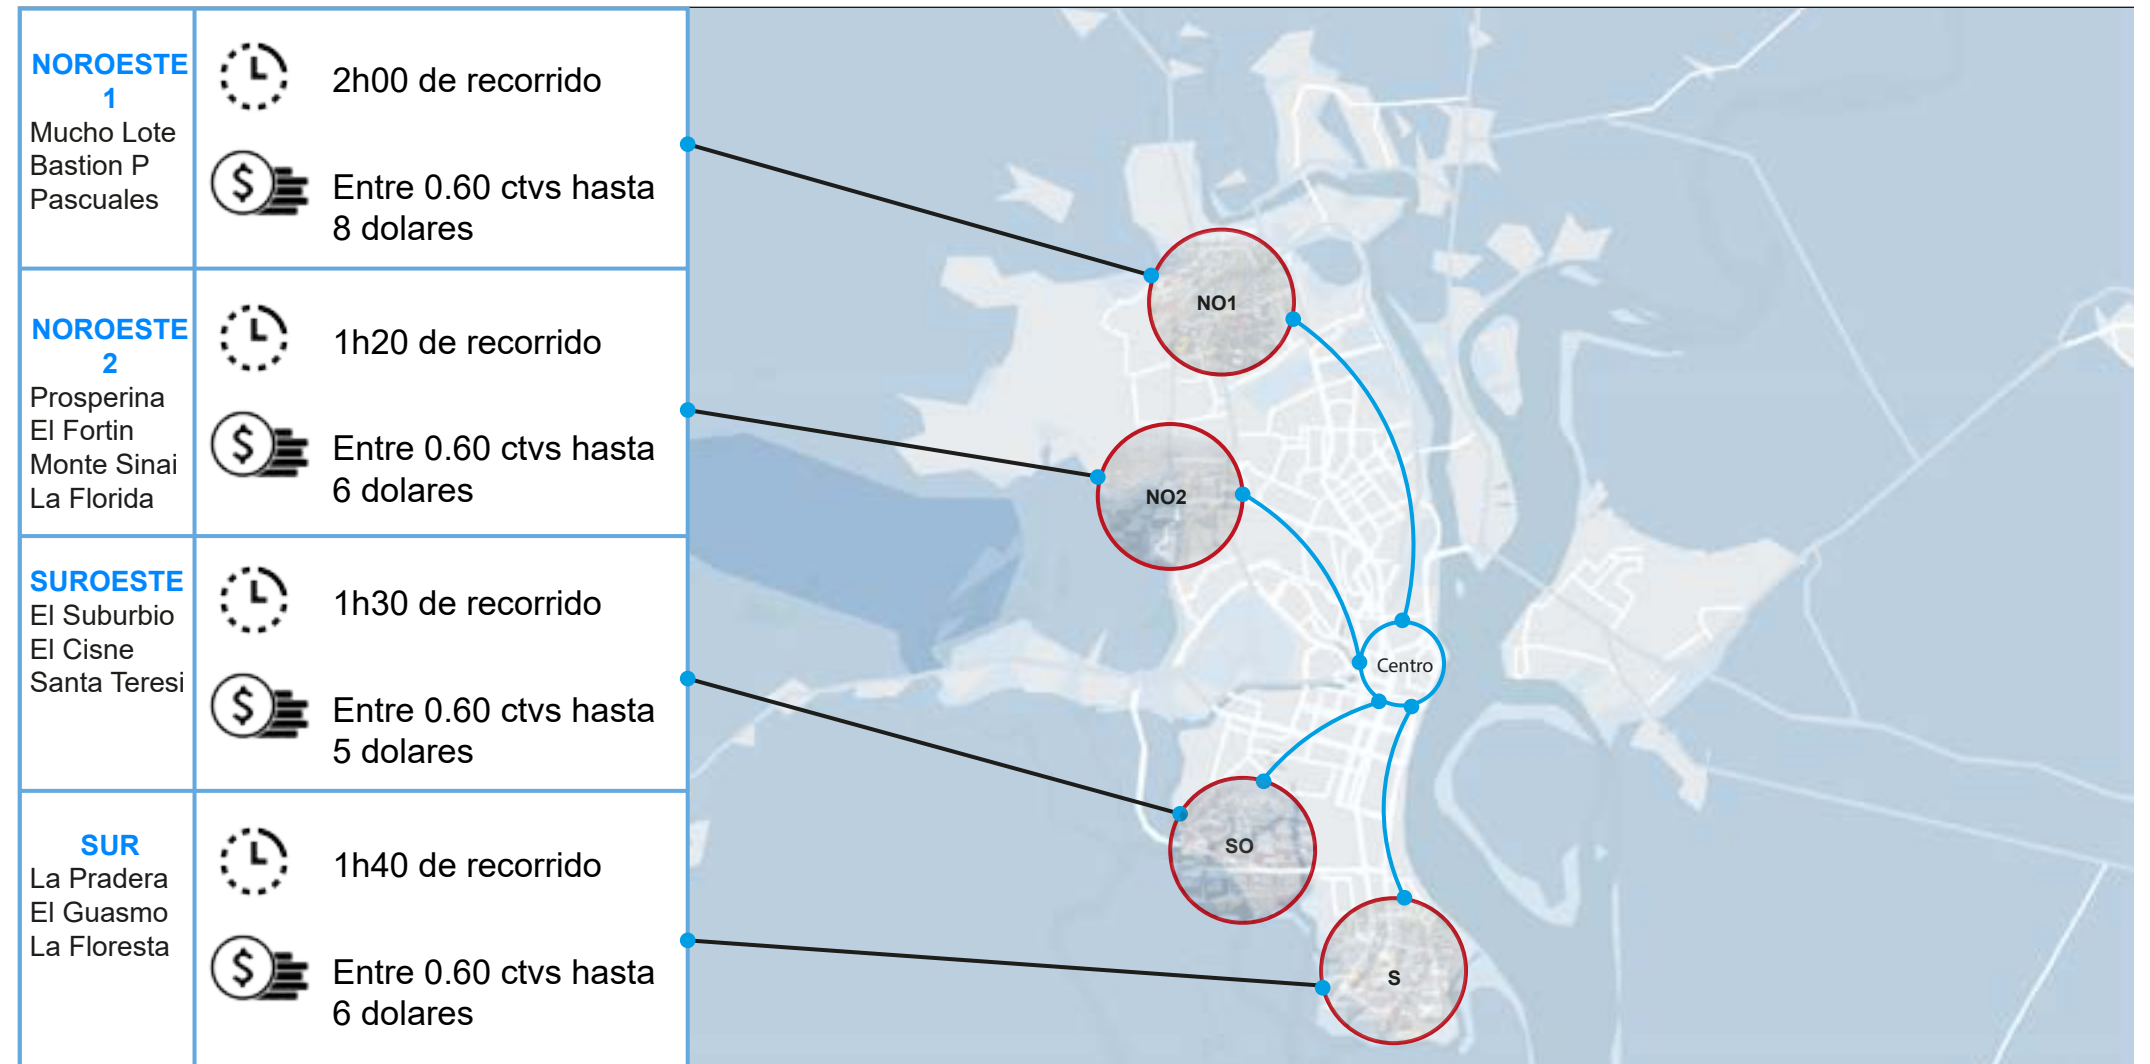 NOROESTE
1
Mucho Lote
Bastion P
Pascuales
2h00 de recorrido
Entre 0.60 ctvs hasta
8 dolares
NOROESTE
2
Prosperina
El Fortin
Monte Sinai
La Florida
1h20 de recorrido
Entre 0.60 ctvs hasta
6 dolares
SUROESTE
El Suburbio
El Cisne
Santa Teresi
1h30 de recorrido
Entre 0.60 ctvs hasta
5 dolares
SUR
La Pradera
El Guasmo
La Floresta
1h40 de recorrido
Entre 0.60 ctvs hasta
6 dolares
NO1
NO2
Centro
SO
S